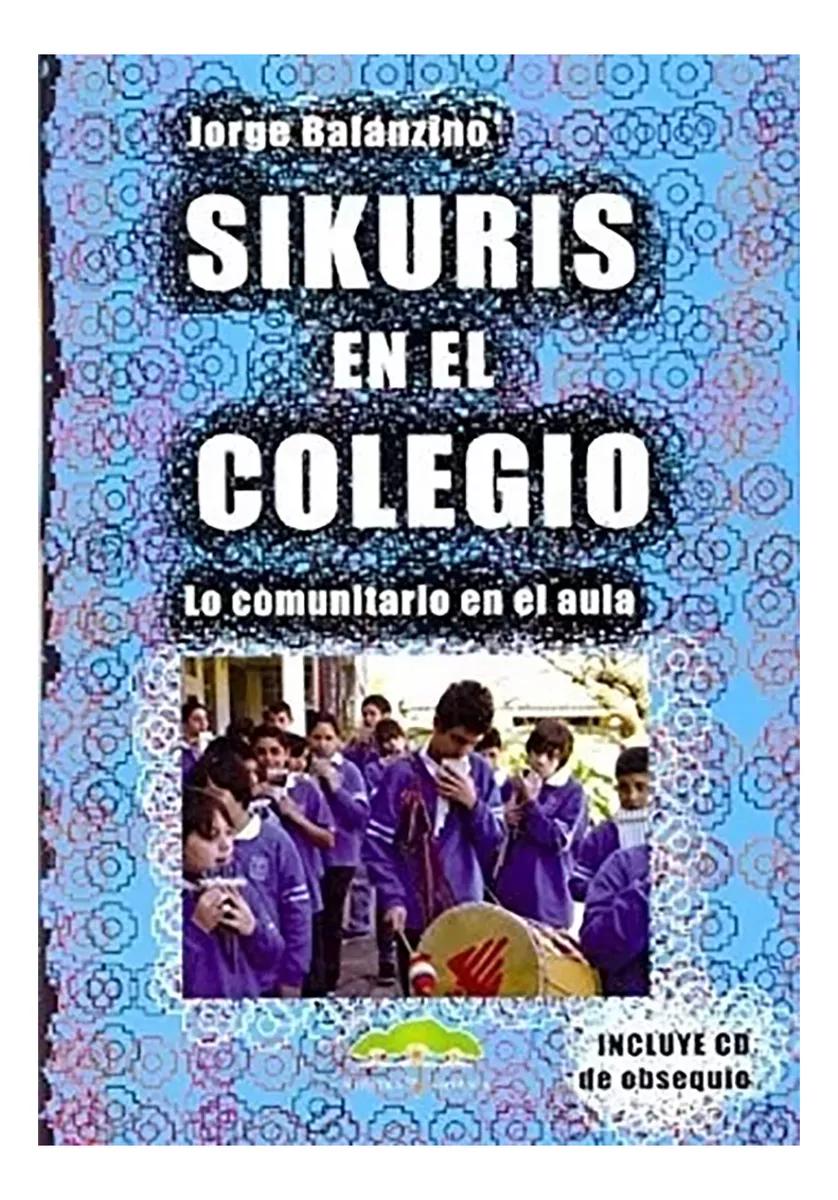 Jorge Balanzino
SIKURIS
EN EL
COLEGIO
Lo comunitario en el aula
INCLUYE CD
de obsequio